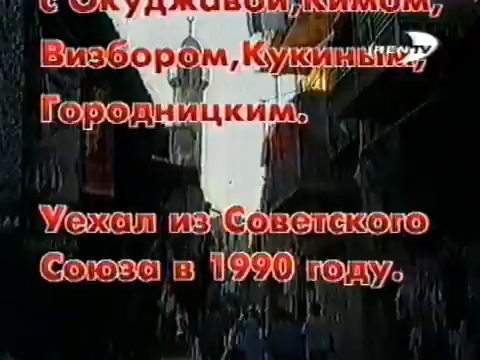 с Окуджавой, Кимом,
REN TV
Визбором, Кукиным,
Городницким.
Уехал из Советского
Союза в 1990 году.